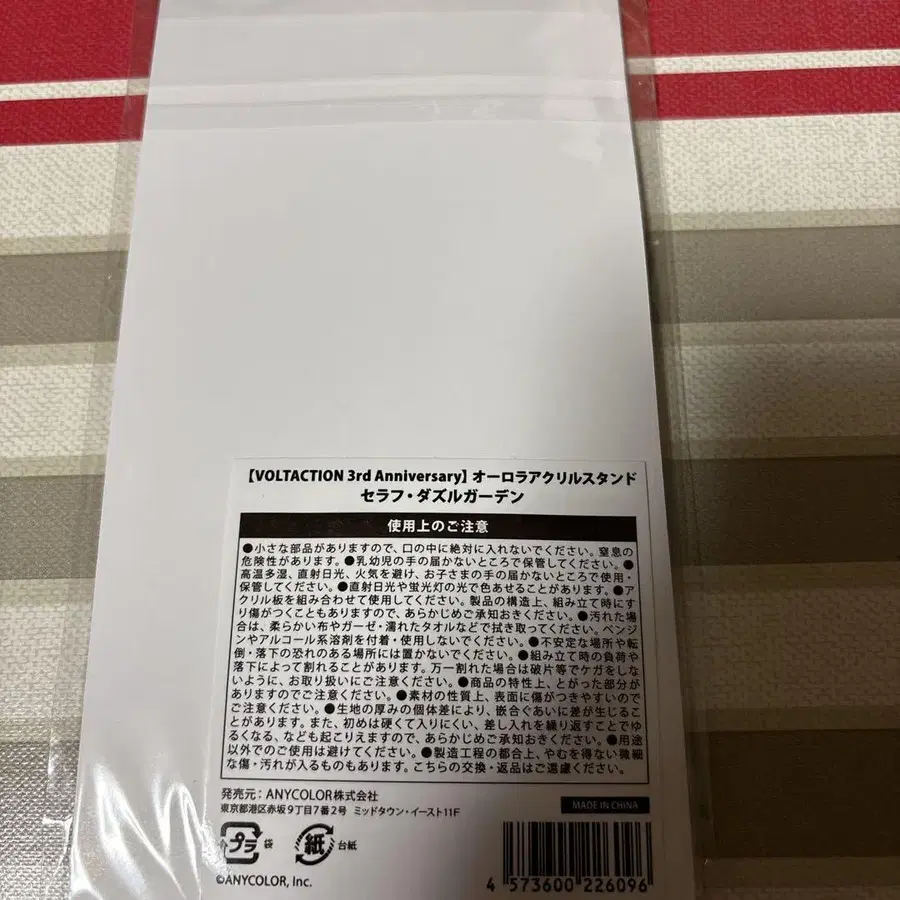 【VOLTACTION 3rd Anniversary】オーロラアクリルスタンド
セラフ・ダズルガーデン
使用上のご注意
●小さな部品がありますので、口の中に絶対に入れないでください。窒息の
危険性があります。●乳幼児の手の届かないところで保管してください。●
高温多湿、直射日光、火気を避け、お子さまの手の届かないところで使用・
保管してください。●直射日光や蛍光灯の光で色あせることがあります。●ア
クリル板を組み合わせて使用してください。製品の構造上、組み立て時にす
り傷がつくこともありますので、あらかじめご承知おきください。●汚れた場
合は、柔らかい布やガーゼ・濡れたタオルなどで拭き取ってください。ベンジ
ンやアルコール系溶剤を付着・使用しないでください。●不安定な場所や転
倒・落下の恐れのある場所には置かないでください。●組み立て時の負荷や
落下によって割れることがあります。万一割れた場合は破片等でケガをしな
いように、お取り扱いにご注意ください。●商品の特性上、とがった部分が
ありますのでご注意ください。●素材の性質上、表面に傷がつきやすいので
ご注意ください。●生地の厚みの個体差により、嵌合ぐあいに差が生じるこ
とがあります。また、初めは硬くて入りにくい、差し入れを繰り返すことでゆ
るくなる、なども起こりえますので、あらかじめご承知おきください。●用途
以外でのご使用は避けてください。●製造工程の都合上、やむを得ない微細
な傷・汚れが入るものもあります。こちらの交換・返品はご遠慮ください。
発売元：ANYCOLOR株式会社
東京都港区赤坂9丁目7番2号 ミッドタウン・イースト11F
MADE IN CHINA
プラ 袋 紙 台紙
©ANYCOLOR, Inc.
4 573600 226096